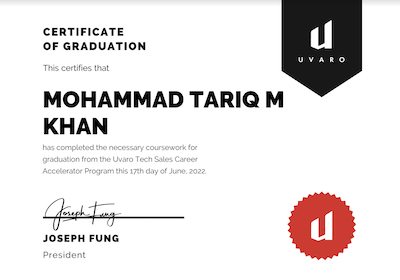 CERTIFICATE
OF GRADUATION
This certifies that
MOHAMMAD TARIQ M
KHAN
has completed the necessary coursework for
graduation from the Uvaro Tech Sales Career
Accelerator Program this 17th day of June, 2022.
Joseph Fung
JOSEPH FUNG
President
u
UVARO
u